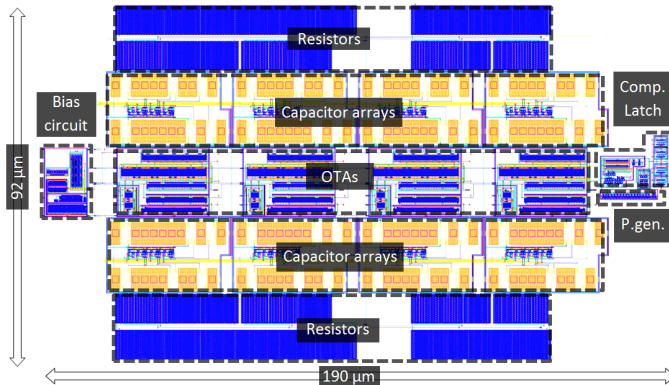 Resistors
Bias
circuit
Capacitor arrays
Comp.
Latch
92 µm
OTAs
P.gen.
Capacitor arrays
Resistors
190 µm